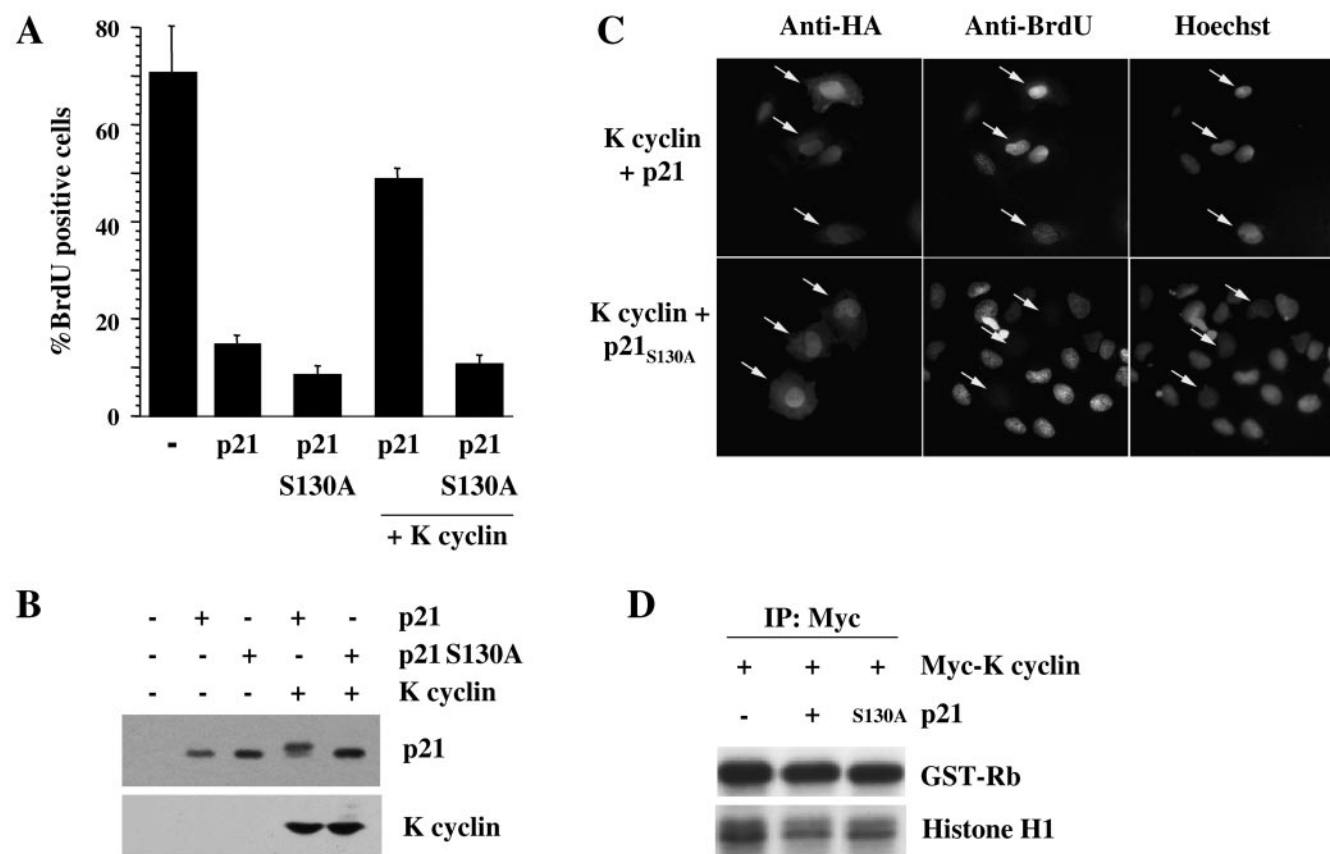 A
80
60
40
20
0
%BrdU positive cells
- p21 p21 p21 p21
S130A S130A
+ K cyclin
B
- + - + - p21
- - + - + p21 S130A
- - - + + K cyclin
p21
K cyclin
C
Anti-HA Anti-BrdU Hoechst
K cyclin
+ p21
K cyclin +
p21S130A
D
IP: Myc
+ + + Myc-K cyclin
- + S130A p21
GST-Rb
Histone H1